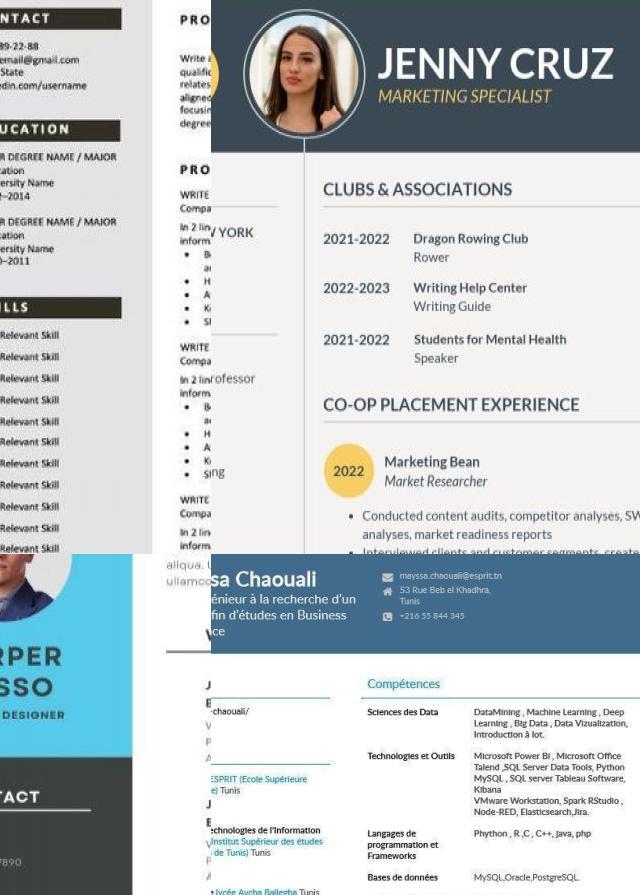 NTACT
89-22-88
email@gmail.com
State
edin.com/username
UCATION
R DEGREE NAME / MAJOR
cation
ersity Name
–2014
R DEGREE NAME / MAJOR
cation
ersity Name
–2011
LLS
Relevant Skill
Relevant Skill
Relevant Skill
Relevant Skill
Relevant Skill
Relevant Skill
Relevant Skill
Relevant Skill
Relevant Skill
Relevant Skill
Relevant Skill
PRO
Write a
qualific
relates
aligned
focusin
degree
PRO
WRITE
Compa
In 2 lin
inform
WRITE
Compa
In 2 lin
inform
WRITE
Compa
In 2 lin
inform
YORK
rofessor
ng
JENNY CRUZ
MARKETING SPECIALIST
CLUBS & ASSOCIATIONS
2021-2022 Dragon Rowing Club
Rower
2022-2023 Writing Help Center
Writing Guide
2021-2022 Students for Mental Health
Speaker
CO-OP PLACEMENT EXPERIENCE
2022 Marketing Bean
Market Researcher
• Conducted content audits, competitor analyses, SW
analyses, market readiness reports
• Interviewed clients and customer segments, create
RPER
SSO
DESIGNER
TACT
7890
aliqua. U
ullamco
sa Chaouali
énieur à la recherche d'un
fin d'études en Business
ce
mayssa.chaouali@esprit.tn
53 Rue Beb el Khadhra,
Tunis
+216 55 844 345
chaouali/
ESPRIT (Ecole Supérieure
e) Tunis
echnologies de l'Information
Institut Supérieur des études
de Tunis) Tunis
lycée Aycha Ballegha Tunis
Compétences
Sciences des Data DataMining , Machine Learning , Deep
Learning , Big Data , Data Vizualization,
Introduction à Iot.
Technologies et Outils Microsoft Power Bi , Microsoft Office
Talend ,SQL Server Data Tools, Python
MySQL , SQL server Tableau Software,
Kibana
VMware Workstation, Spark RStudio ,
Node-RED, Elasticsearch,Jira.
Langages de Phython , R ,C , C++, java, php
programmation et
Frameworks
Bases de données MySQL,Oracle,PostgreSQL.